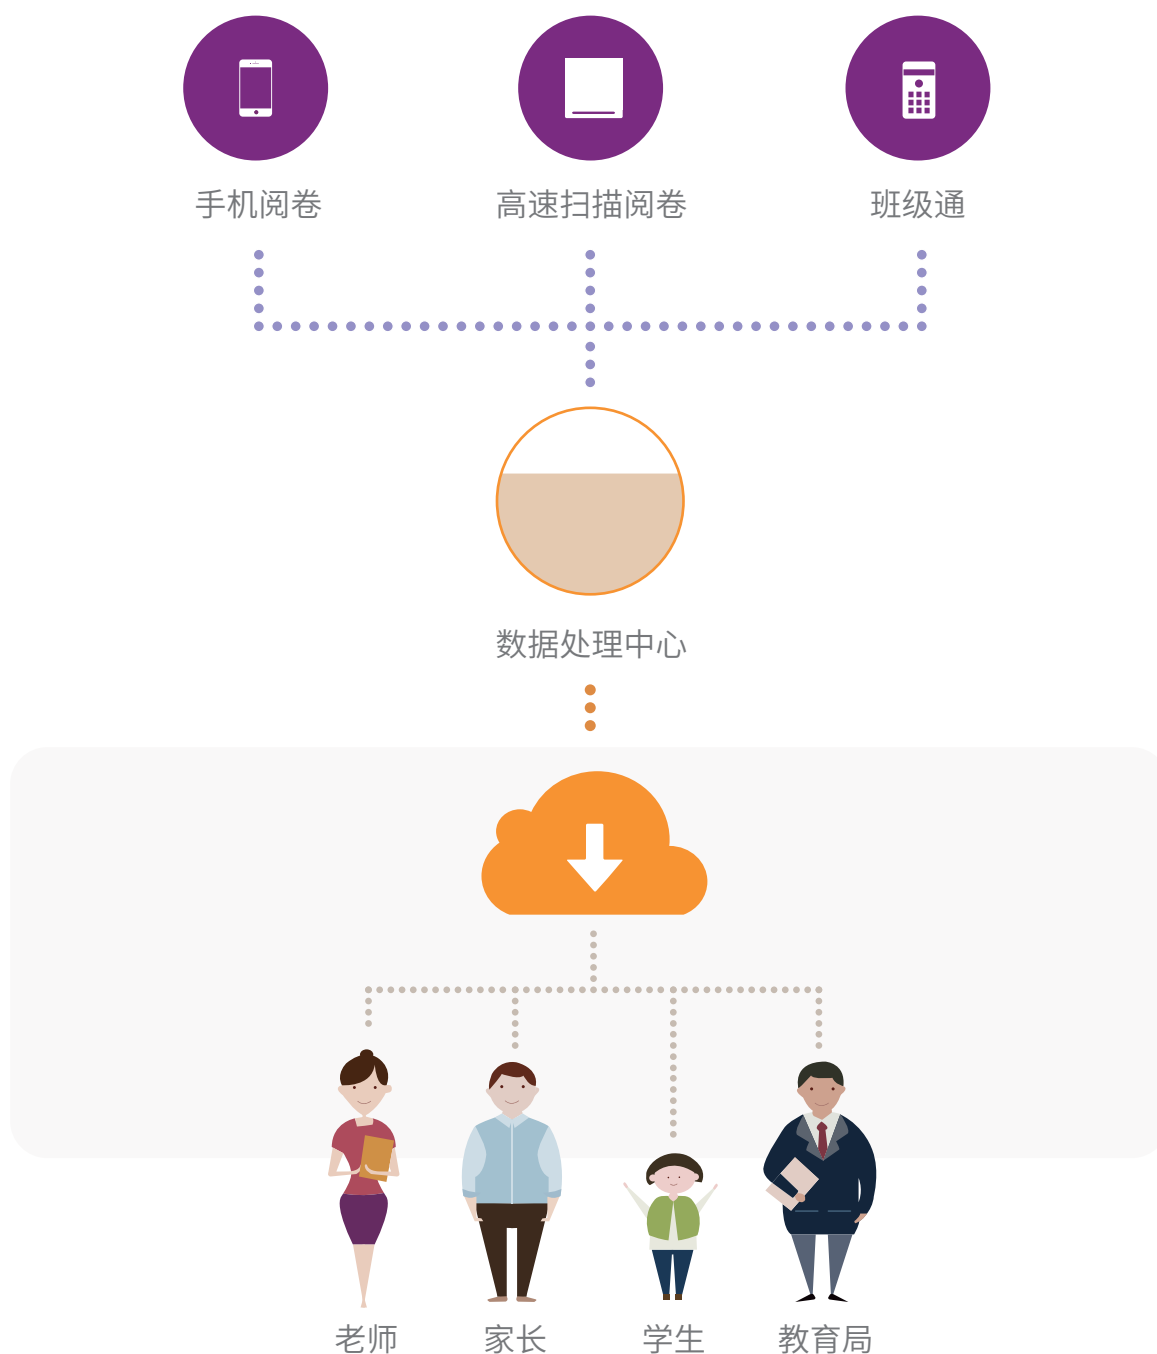 手机阅卷
高速扫描阅卷
班级通
数据处理中心
老师
家长
学生
教育局